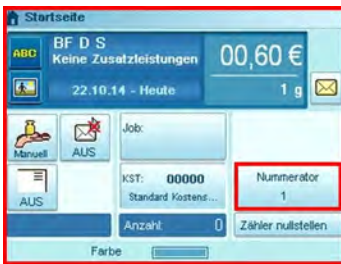 Startseite
ABC
BF D S
Keine Zusatzleistungen
00,60 €
22.10.14 - Heute
1 g
Manuell
AUS
Job:
AUS
KST: 00000
Standard Kostens...
Nummerator
1
Anzahl: 0
Zähler nullstellen
Farbe